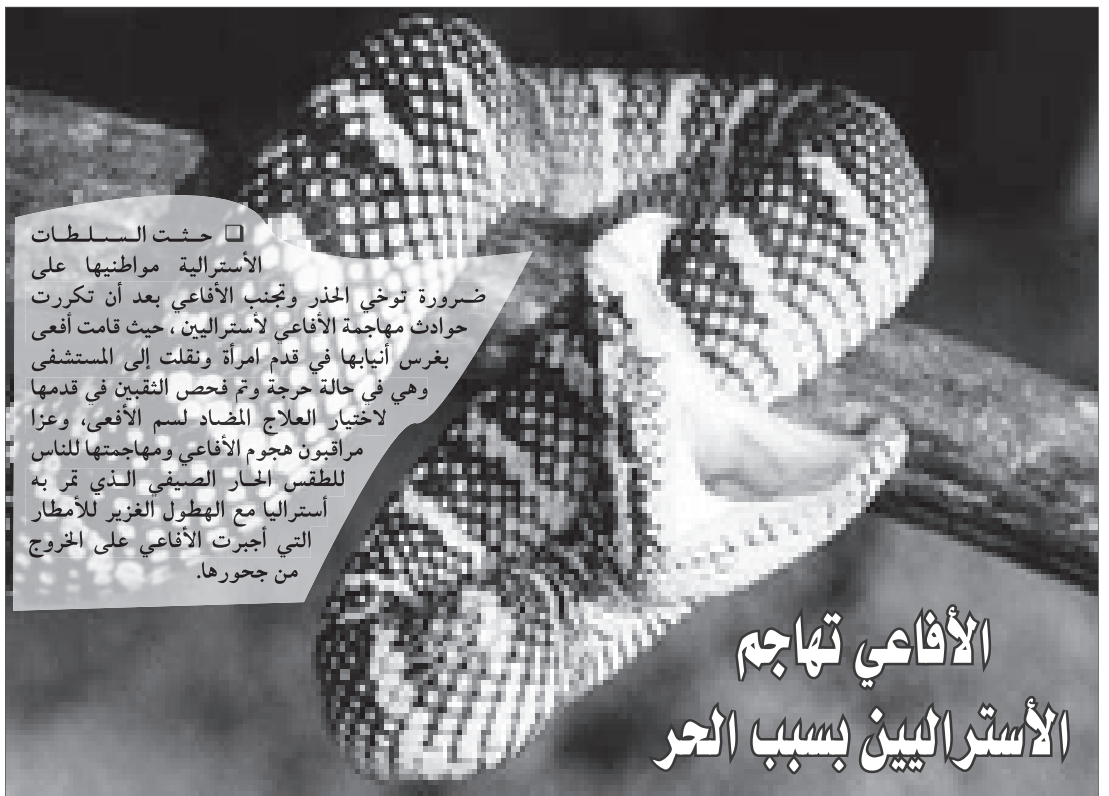 الأفاعي تهاجم
الأستراليين بسبب الحر
❑ حثت السلطات
الأسترالية مواطنيها على
ضرورة توخي الحذر وتجنب الأفاعي بعد أن تكررت
حوادث مهاجمة الأفاعي لأستراليين ، حيث قامت أفعى
بغرس أنيابها في قدم امرأة ونقلت إلى المستشفى
وهي في حالة حرجة وتم فحص الثقبين في قدمها
لاختيار العلاج المضاد لسم الأفعى، وعزا
مراقبون هجوم الأفاعي ومهاجمتها للناس
للطقس الحار الصيفي الذي تمر به
أستراليا مع الهطول الغزير للأمطار
التي أجبرت الأفاعي على الخروج
من جحورها.